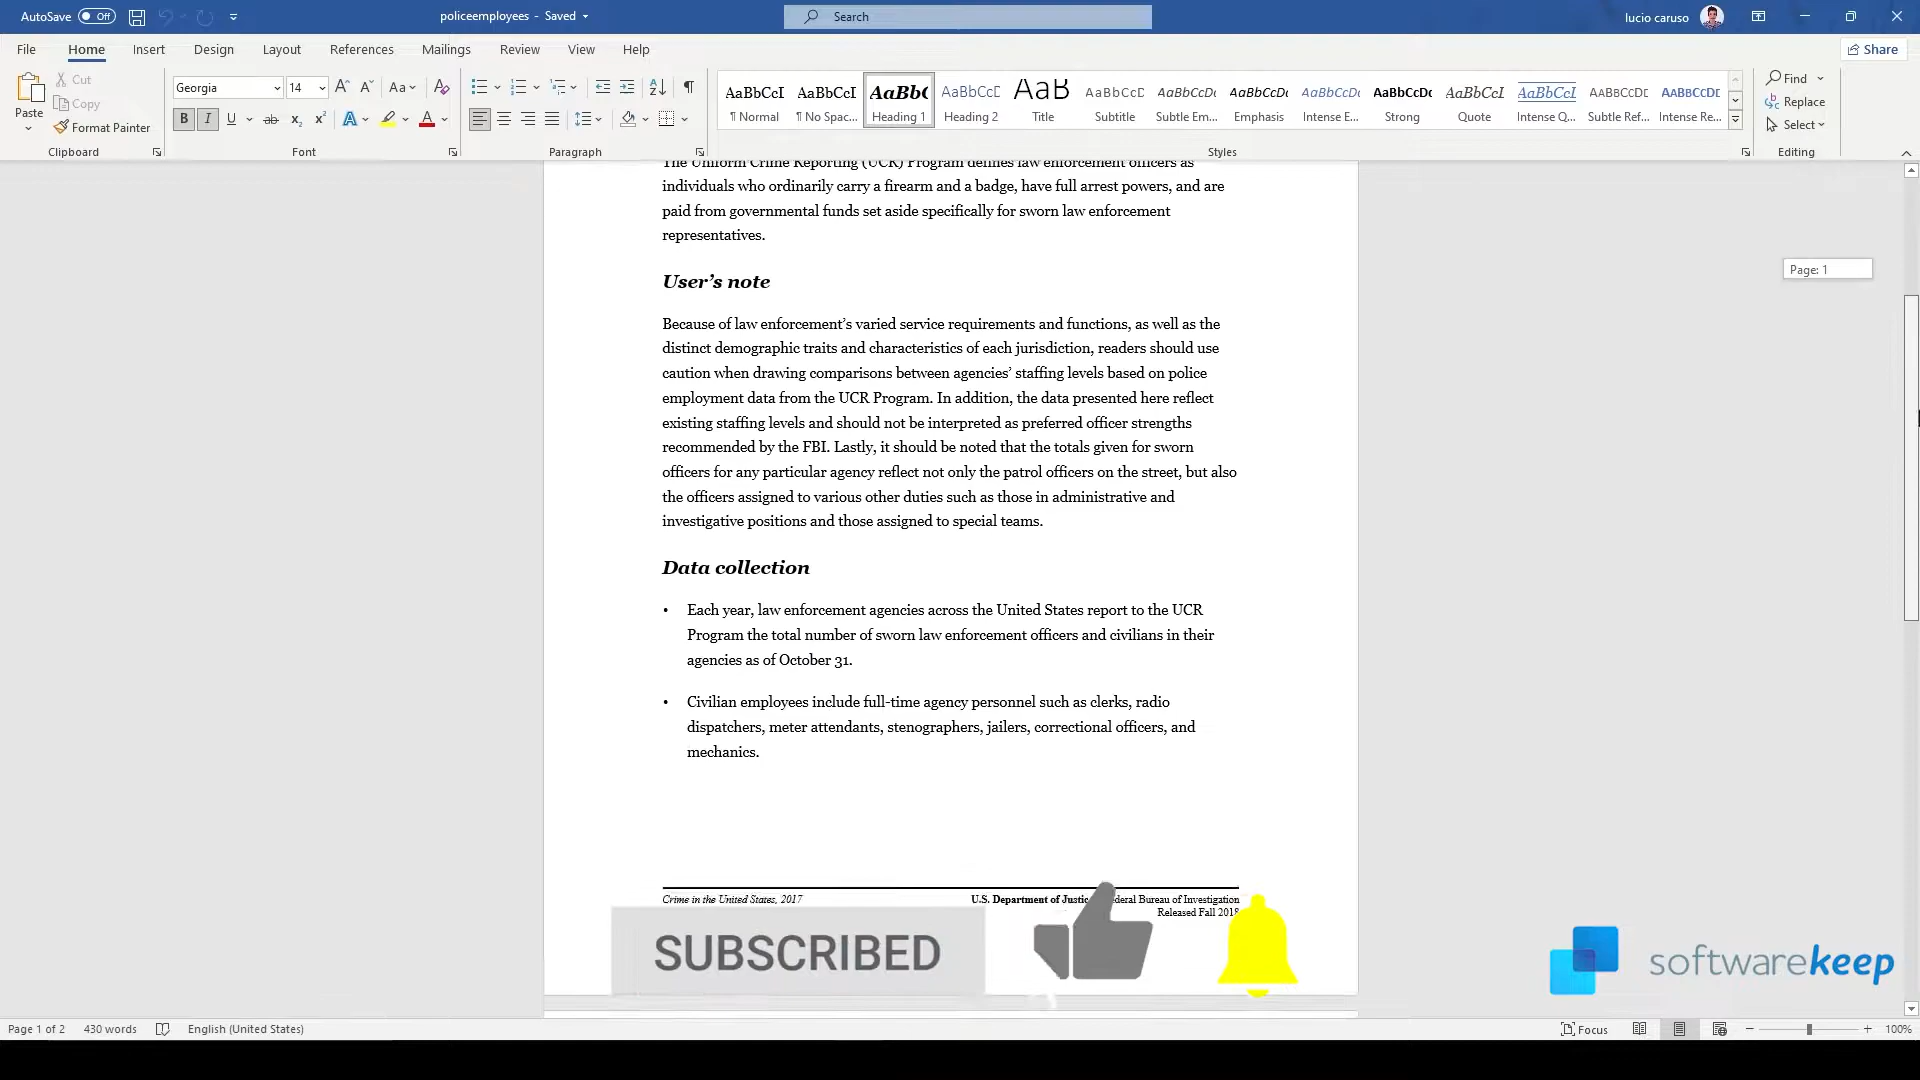 AutoSave Off policeemployees - Saved Search lucio caruso
File Home Insert Design Layout References Mailings Review View Help Share
Paste Cut Copy Format Painter
Georgia 14
AaBbCcI AaBbCcI AaBbC AaBbCcD AaB AaBbCcD AaBbCcDc AaBbCcDc AaBbCcDc AaBbCcDc AaBbCcI AaBbCcI AaBbCcDE AaBbCcDE
¶ Normal ¶ No Spac... Heading 1 Heading 2 Title Subtitle Subtle Em... Emphasis Intense E... Strong Quote Intense Q... Subtle Ref... Intense Re...
Find
Replace
Select
Clipboard Font Paragraph Styles Editing
The Uniform Crime Reporting (UCR) Program defines law enforcement officers as
individuals who ordinarily carry a firearm and a badge, have full arrest powers, and are
paid from governmental funds set aside specifically for sworn law enforcement
representatives.
Page: 1
User’s note
Because of law enforcement’s varied service requirements and functions, as well as the
distinct demographic traits and characteristics of each jurisdiction, readers should use
caution when drawing comparisons between agencies’ staffing levels based on police
employment data from the UCR Program. In addition, the data presented here reflect
existing staffing levels and should not be interpreted as preferred officer strengths
recommended by the FBI. Lastly, it should be noted that the totals given for sworn
officers for any particular agency reflect not only the patrol officers on the street, but also
the officers assigned to various other duties such as those in administrative and
investigative positions and those assigned to special teams.
Data collection
• Each year, law enforcement agencies across the United States report to the UCR
Program the total number of sworn law enforcement officers and civilians in their
agencies as of October 31.
• Civilian employees include full-time agency personnel such as clerks, radio
dispatchers, meter attendants, stenographers, jailers, correctional officers, and
mechanics.
Crime in the United States, 2017 U.S. Department of Justic deral Bureau of Investigation
Released Fall 2018
SUBSCRIBED
softwarekeep
Page 1 of 2 430 words English (United States) Focus 100%